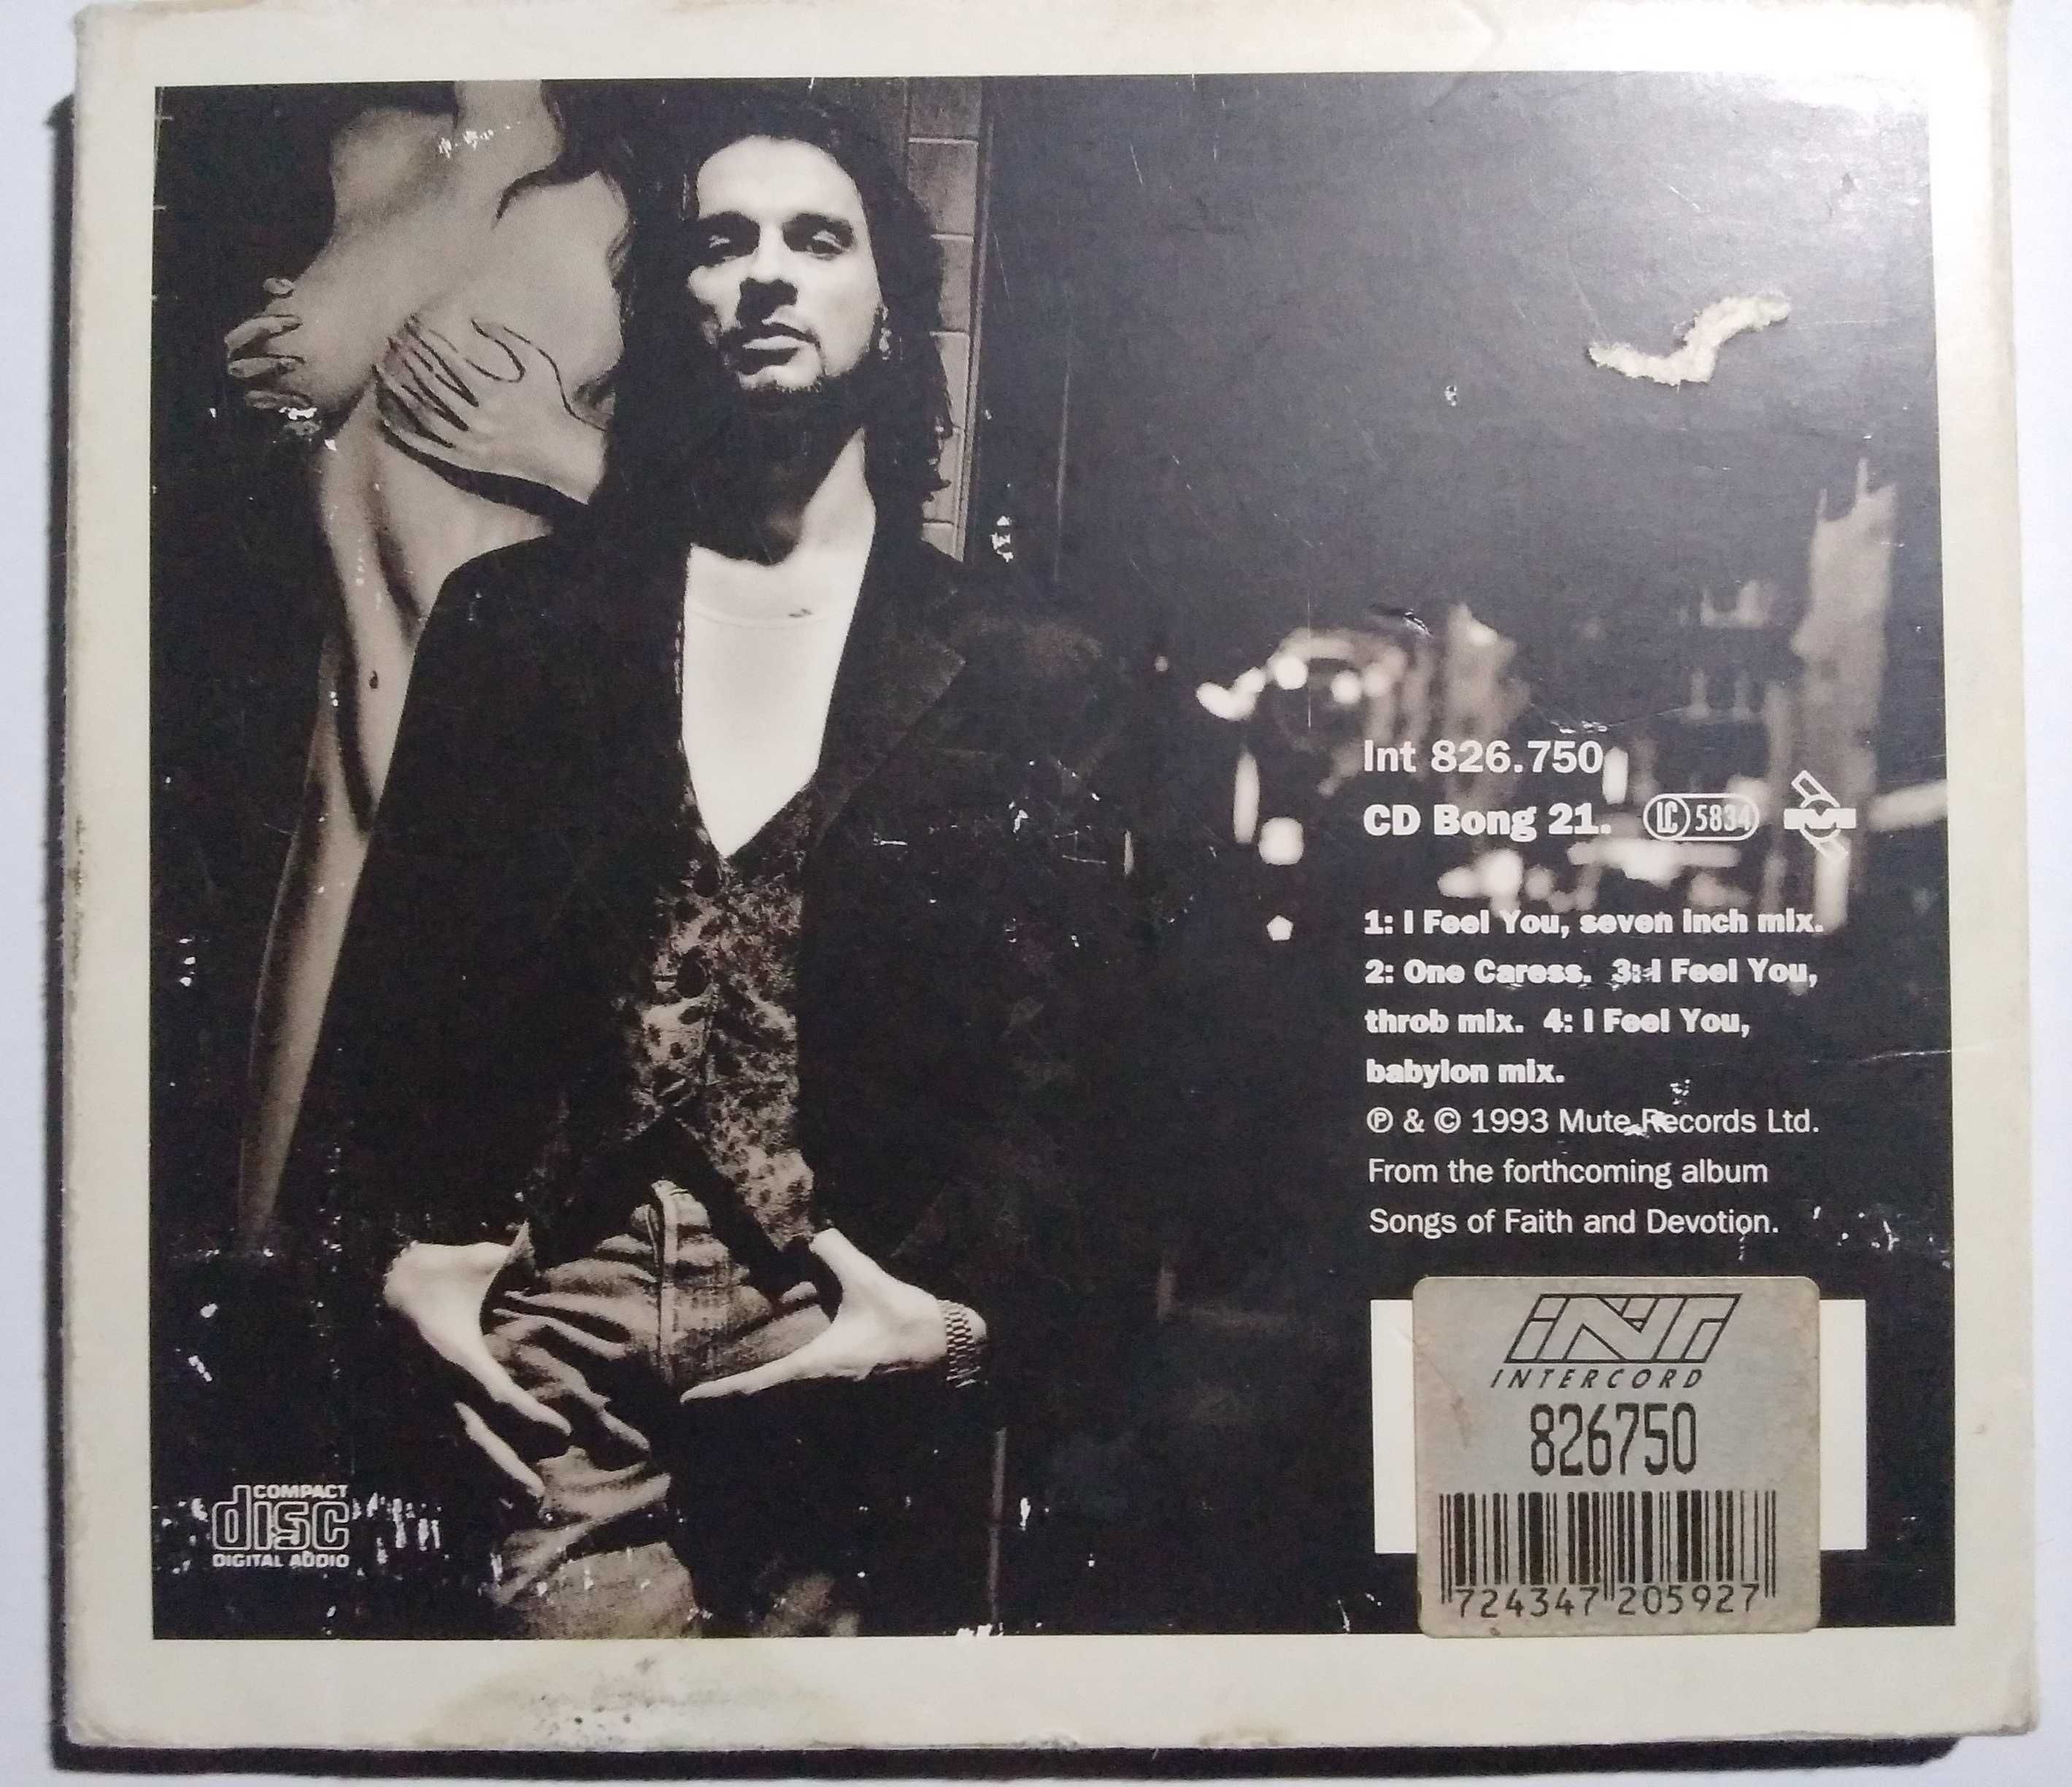 Int 826.750
CD Bong 21. LC 5834
1: I Feel You, seven inch mix.
2: One Caress. 3: I Feel You,
throb mix. 4: I Feel You,
babylon mix.
℗ & © 1993 Mute Records Ltd.
From the forthcoming album
Songs of Faith and Devotion.
INT
INTERCORD
826750
724347 205927
COMPACT
disc
DIGITAL AUDIO